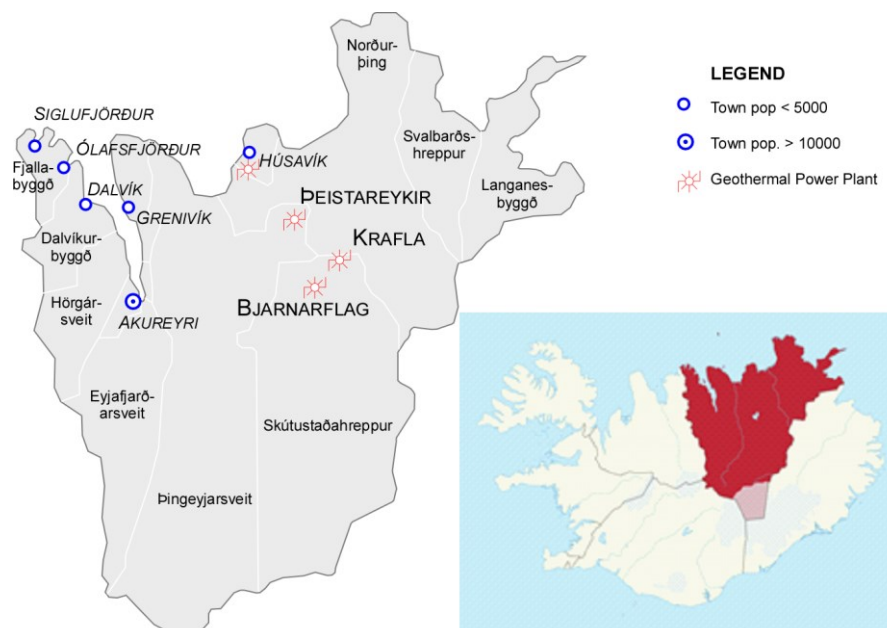 Norður-
þing
LEGEND
Town pop < 5000
Town pop. > 10000
Geothermal Power Plant
SIGLUFJÖRÐUR
ÓLAFSFJÖRÐUR
Fjalla-
byggð
HÚSAVÍK
Svalbarðs-
hreppur
Langanes-
byggð
DALVÍK
GRENIVÍK
ÞEISTAREYKIR
KRAFLA
Dalvíkur-
byggð
BJARNARFLAG
Hörgár-
sveit
AKUREYRI
Eyjafjarð-
arsveit
Skútustaðahreppur
Þingeyjarsveit